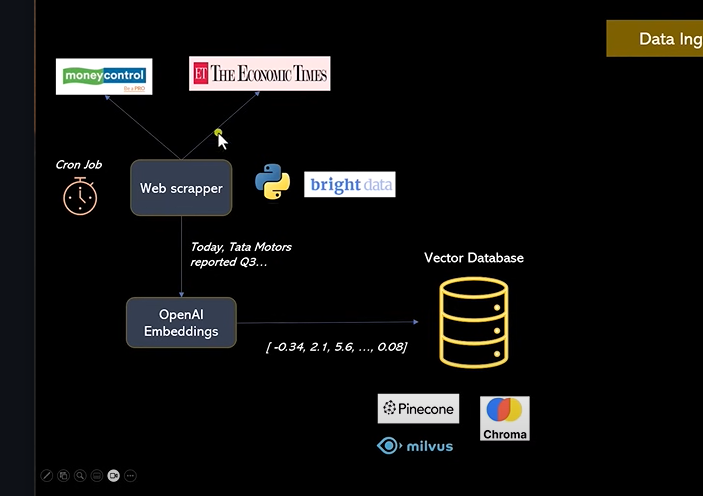 Data Ing
moneycontrol
Be a PRO
ET THE ECONOMIC TIMES
Cron Job
Web scrapper
bright data
Today, Tata Motors
reported Q3...
Vector Database
OpenAI
Embeddings
[ -0.34, 2.1, 5.6, ..., 0.08]
Pinecone
Chroma
milvus